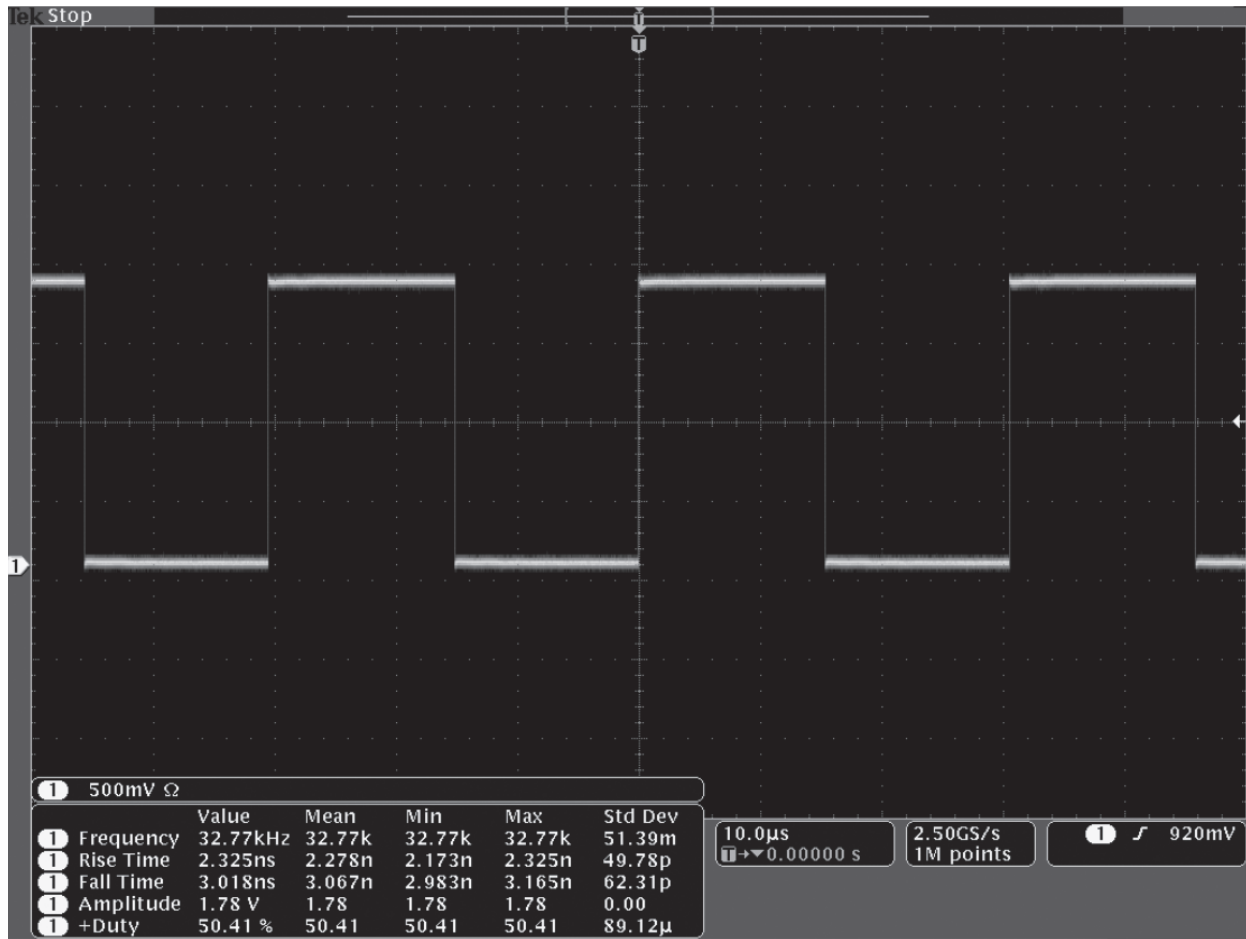 Tek Stop
T
T
1
1 500mV Ω
Value Mean Min Max Std Dev
1 Frequency 32.77kHz 32.77k 32.77k 32.77k 51.39m
1 Rise Time 2.325ns 2.278n 2.173n 2.325n 49.78p
1 Fall Time 3.018ns 3.067n 2.983n 3.165n 62.31p
1 Amplitude 1.78 V 1.78 1.78 1.78 0.00
1 +Duty 50.41 % 50.41 50.41 50.41 89.12µ
10.0µs
T→▼0.00000 s
2.50GS/s
1M points
1 ʃ 920mV